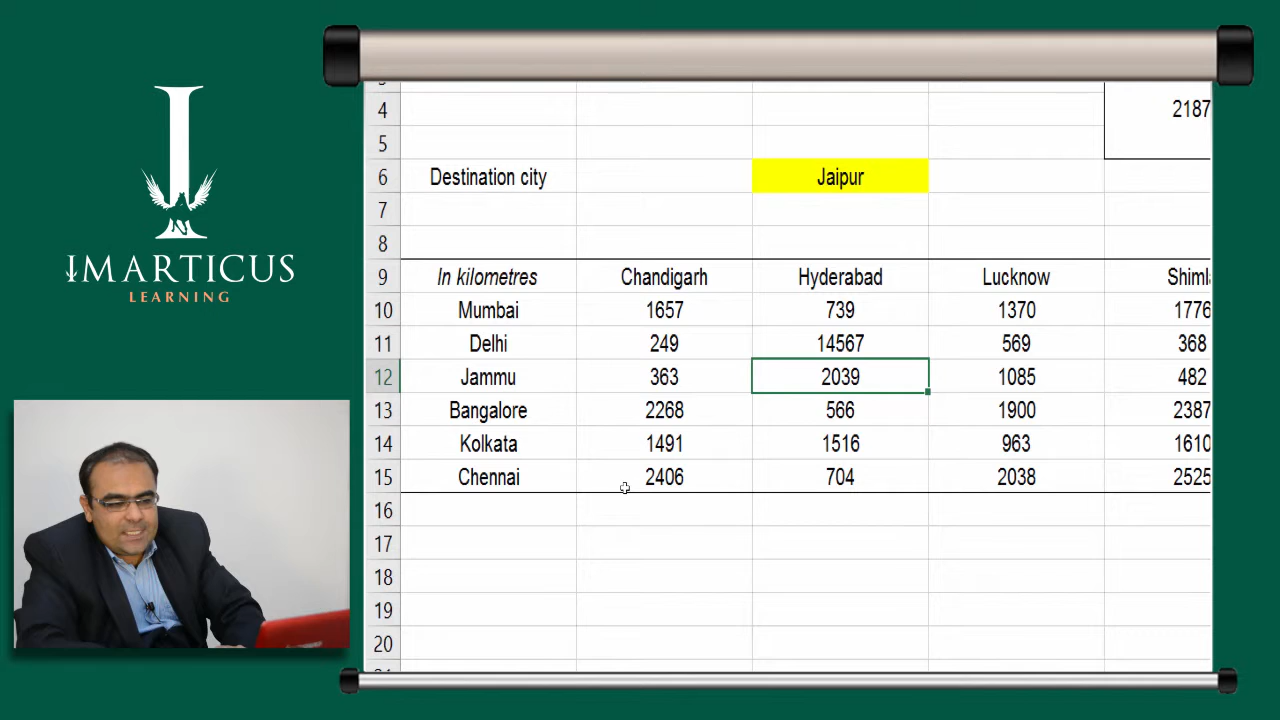 IMARTICUS
LEARNING
4 2187
5
6 Destination city Jaipur
7
8
9 In kilometres Chandigarh Hyderabad Lucknow
10 Mumbai 1657 739 1370 1776
11 Delhi 249 14567 569 368
12 Jammu 363 2039 1085 482
13 Bangalore 2268 566 1900 2387
14 Kolkata 1491 1516 963 1610
15 Chennai 2406 704 2038 2525
16
17
18
19
20